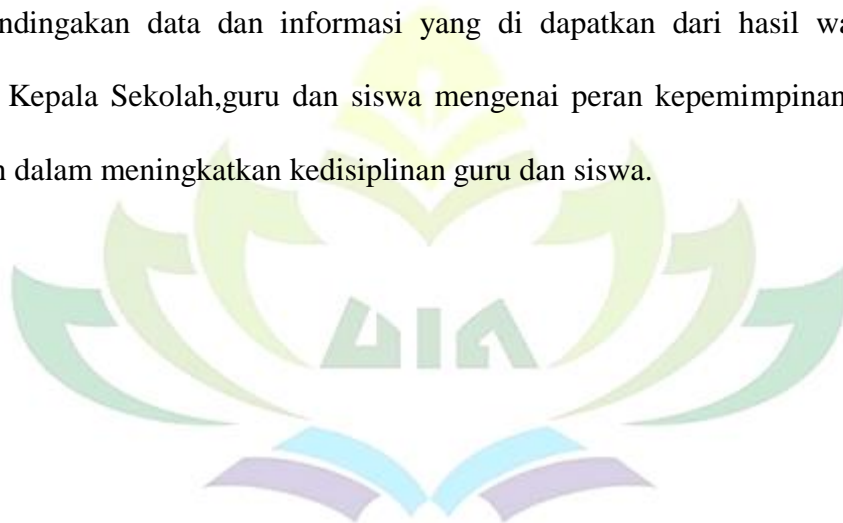 ndingakan data dan informasi yang di dapatkan dari hasil wa
Kepala Sekolah,guru dan siswa mengenai peran kepemimpinan
n dalam meningkatkan kedisiplinan guru dan siswa.
UIN